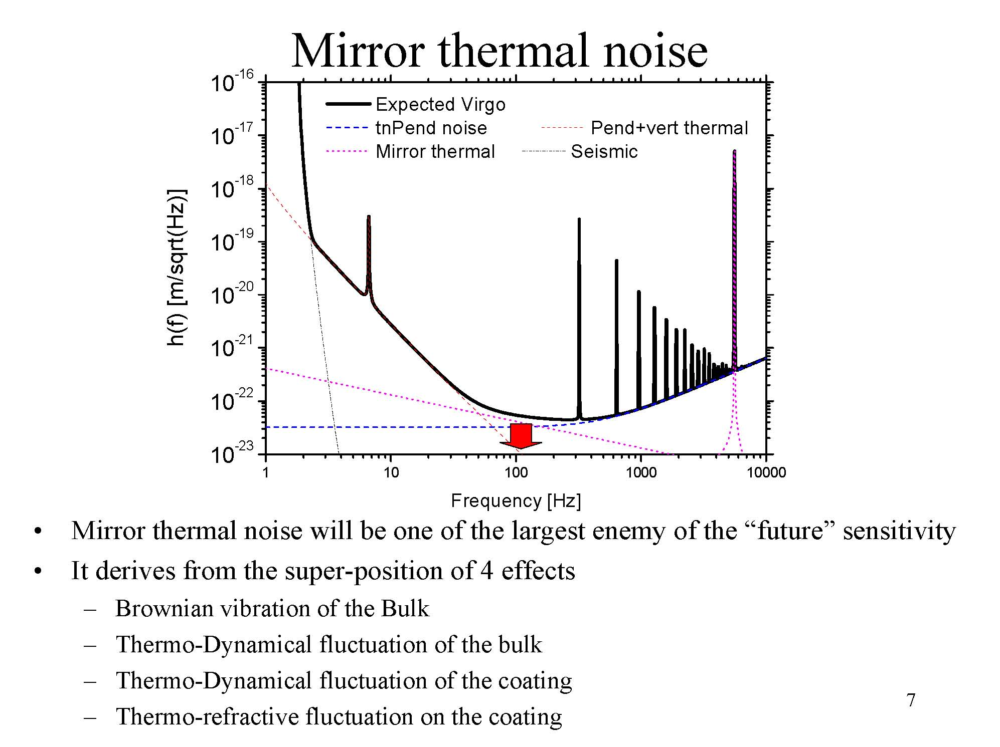 Mirror thermal noise
10^-16
10^-17
10^-18
10^-19
10^-20
10^-21
10^-22
10^-23
h(f) [m/sqrt(Hz)]
Expected Virgo
tnPend noise
Pend+vert thermal
Mirror thermal
Seismic
1
10
100
1000
10000
Frequency [Hz]
• Mirror thermal noise will be one of the largest enemy of the “future” sensitivity
• It derives from the super-position of 4 effects
– Brownian vibration of the Bulk
– Thermo-Dynamical fluctuation of the bulk
– Thermo-Dynamical fluctuation of the coating
– Thermo-refractive fluctuation on the coating
7